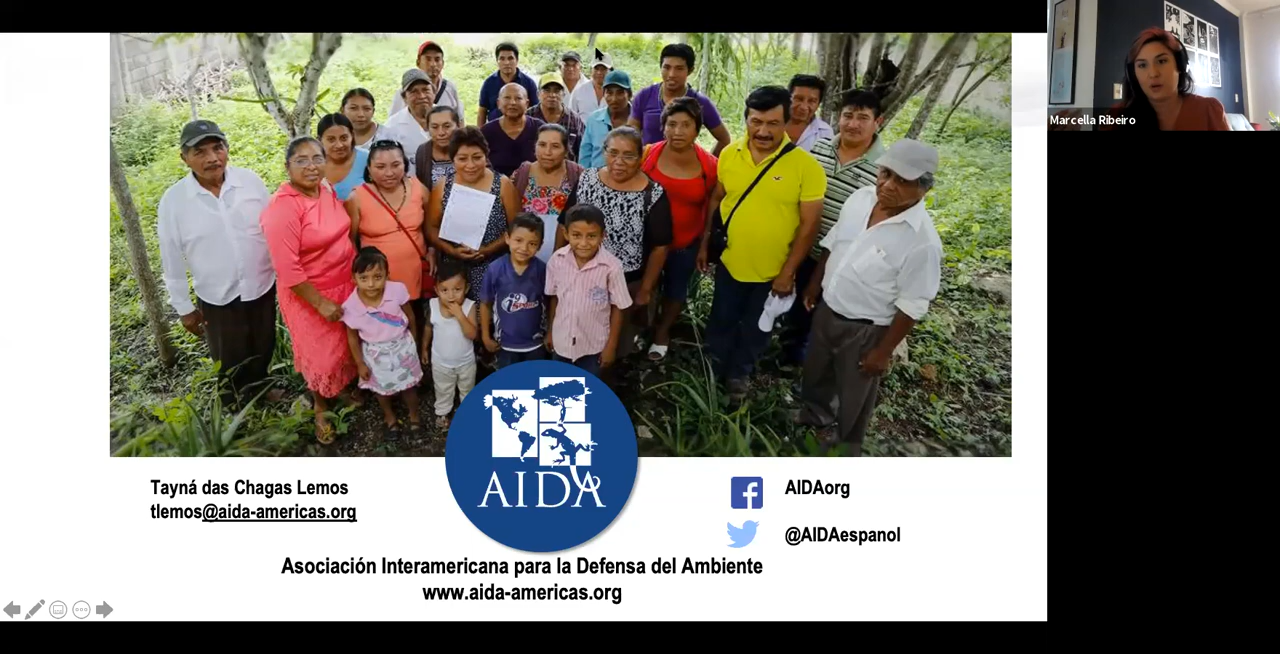 Marcella Ribeiro
AIDA
Tayná das Chagas Lemos
tlemos@aida-americas.org
AIDAorg
@AIDAespanol
Asociación Interamericana para la Defensa del Ambiente
www.aida-americas.org